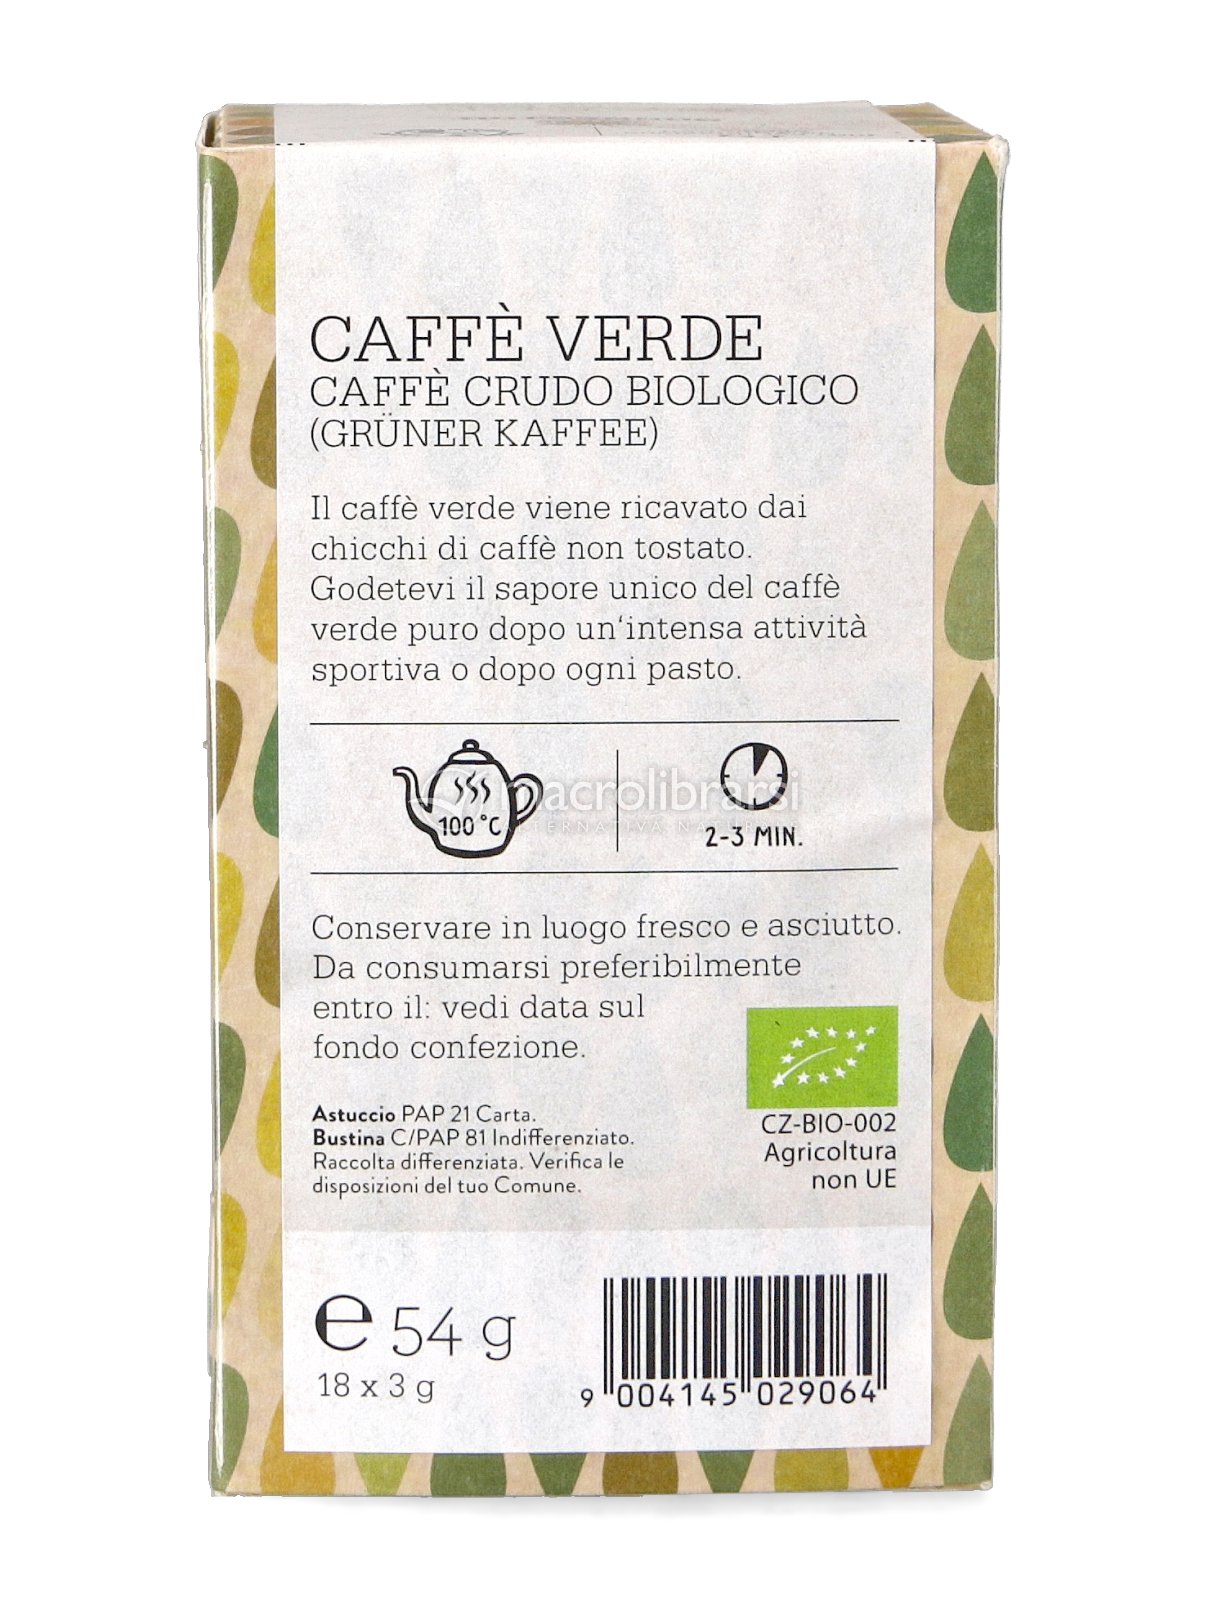 CAFFÈ VERDE
CAFFÈ CRUDO BIOLOGICO
(GRÜNER KAFFEE)
Il caffè verde viene ricavato dai
chicchi di caffè non tostato.
Godetevi il sapore unico del caffè
verde puro dopo un‘intensa attività
sportiva o dopo ogni pasto.
100 °C
2-3 MIN.
macrolibrarsi
Conservare in luogo fresco e asciutto.
Da consumarsi preferibilmente
entro il: vedi data sul
fondo confezione.
Astuccio PAP 21 Carta.
Bustina C/PAP 81 Indifferenziato.
Raccolta differenziata. Verifica le
disposizioni del tuo Comune.
CZ-BIO-002
Agricoltura
non UE
e 54 g
18 x 3 g
9 004145 029064